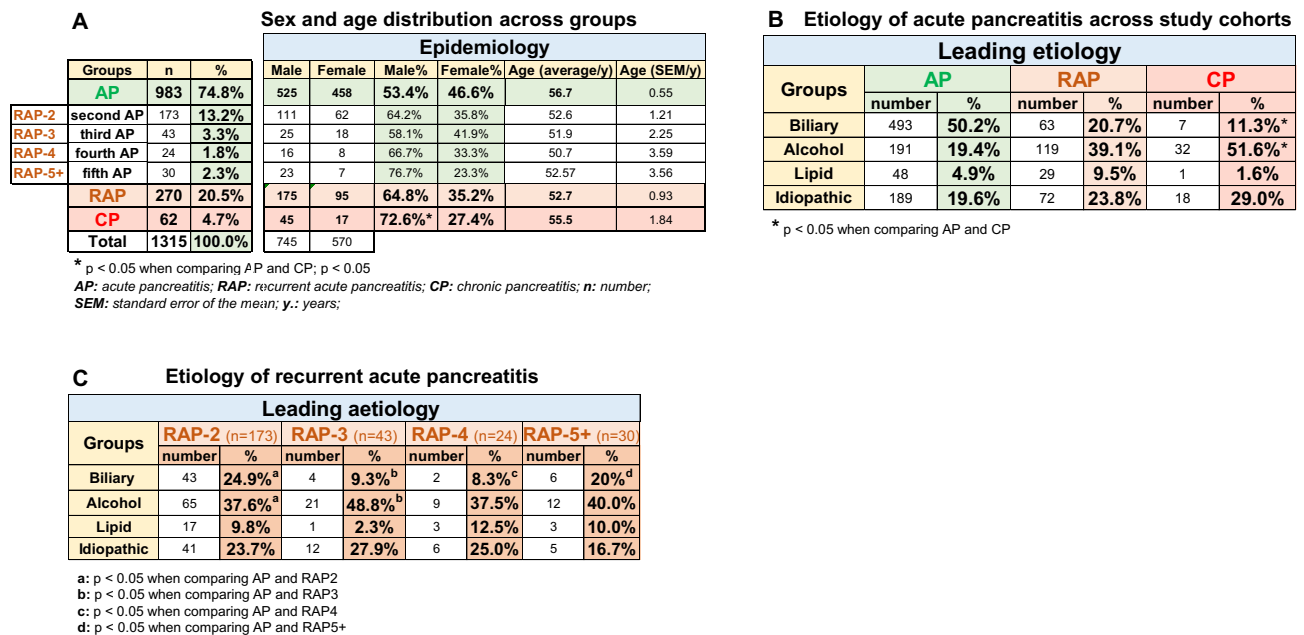 A Sex and age distribution across groups
Epidemiology
Groups n % Male Female Male% Female% Age (average/y) Age (SEM/y)
AP 983 74.8% 525 458 53.4% 46.6% 56.7 0.55
RAP-2 second AP 173 13.2% 111 62 64.2% 35.8% 52.6 1.21
RAP-3 third AP 43 3.3% 25 18 58.1% 41.9% 51.9 2.25
RAP-4 fourth AP 24 1.8% 16 8 66.7% 33.3% 50.7 3.59
RAP-5+ fifth AP 30 2.3% 23 7 76.7% 23.3% 52.57 3.56
RAP 270 20.5% 175 95 64.8% 35.2% 52.7 0.93
CP 62 4.7% 45 17 72.6%* 27.4% 55.5 1.84
Total 1315 100.0% 745 570
* p < 0.05 when comparing AP and CP; p < 0.05
AP: acute pancreatitis; RAP: recurrent acute pancreatitis; CP: chronic pancreatitis; n: number;
SEM: standard error of the mean; y.: years;
B Etiology of acute pancreatitis across study cohorts
Leading etiology
Groups AP RAP CP
number % number % number %
Biliary 493 50.2% 63 20.7% 7 11.3%*
Alcohol 191 19.4% 119 39.1% 32 51.6%*
Lipid 48 4.9% 29 9.5% 1 1.6%
Idiopathic 189 19.6% 72 23.8% 18 29.0%
* p < 0.05 when comparing AP and CP
C Etiology of recurrent acute pancreatitis
Leading aetiology
Groups RAP-2 (n=173) RAP-3 (n=43) RAP-4 (n=24) RAP-5+ (n=30)
number % number % number % number %
Biliary 43 24.9%a 4 9.3%b 2 8.3%c 6 20%d
Alcohol 65 37.6%a 21 48.8%b 9 37.5% 12 40.0%
Lipid 17 9.8% 1 2.3% 3 12.5% 3 10.0%
Idiopathic 41 23.7% 12 27.9% 6 25.0% 5 16.7%
a: p < 0.05 when comparing AP and RAP2
b: p < 0.05 when comparing AP and RAP3
c: p < 0.05 when comparing AP and RAP4
d: p < 0.05 when comparing AP and RAP5+